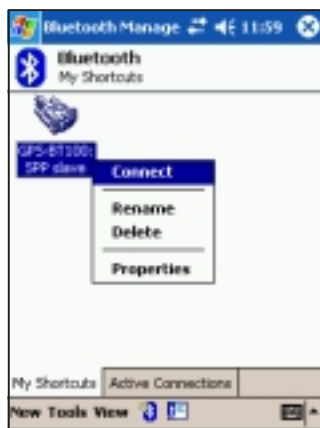 Bluetooth Manage 11:59
Bluetooth
My Shortcuts
GPS-BT100:
SPP slave
Connect
Rename
Delete
Properties
My Shortcuts Active Connections
New Tools View